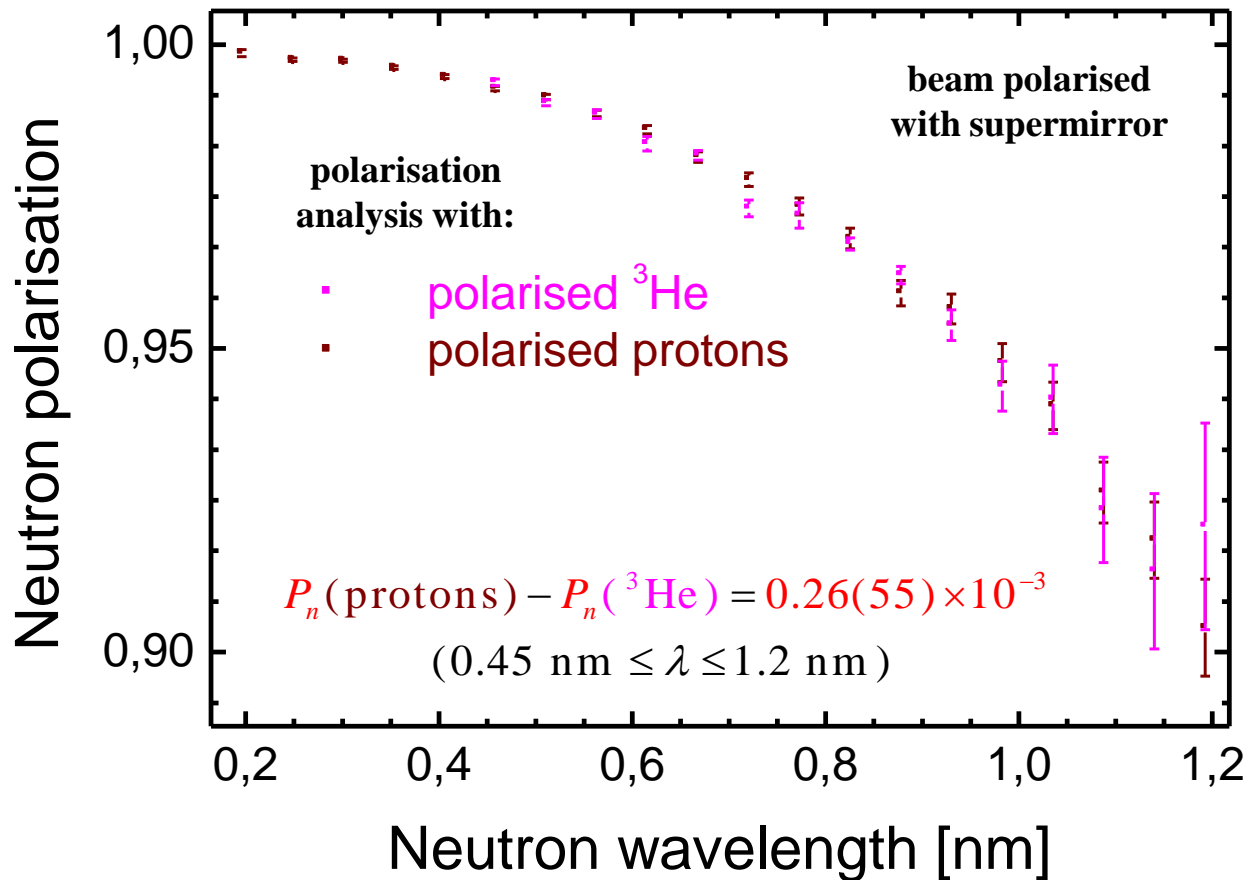 1,00
0,95
0,90
Neutron polarisation
beam polarised
with supermirror
polarisation
analysis with:
polarised ³He
polarised protons
Pₙ(protons) − Pₙ(³He) = 0.26(55) ×10⁻³
(0.45 nm ≤ λ ≤ 1.2 nm)
0,2 0,4 0,6 0,8 1,0 1,2
Neutron wavelength [nm]